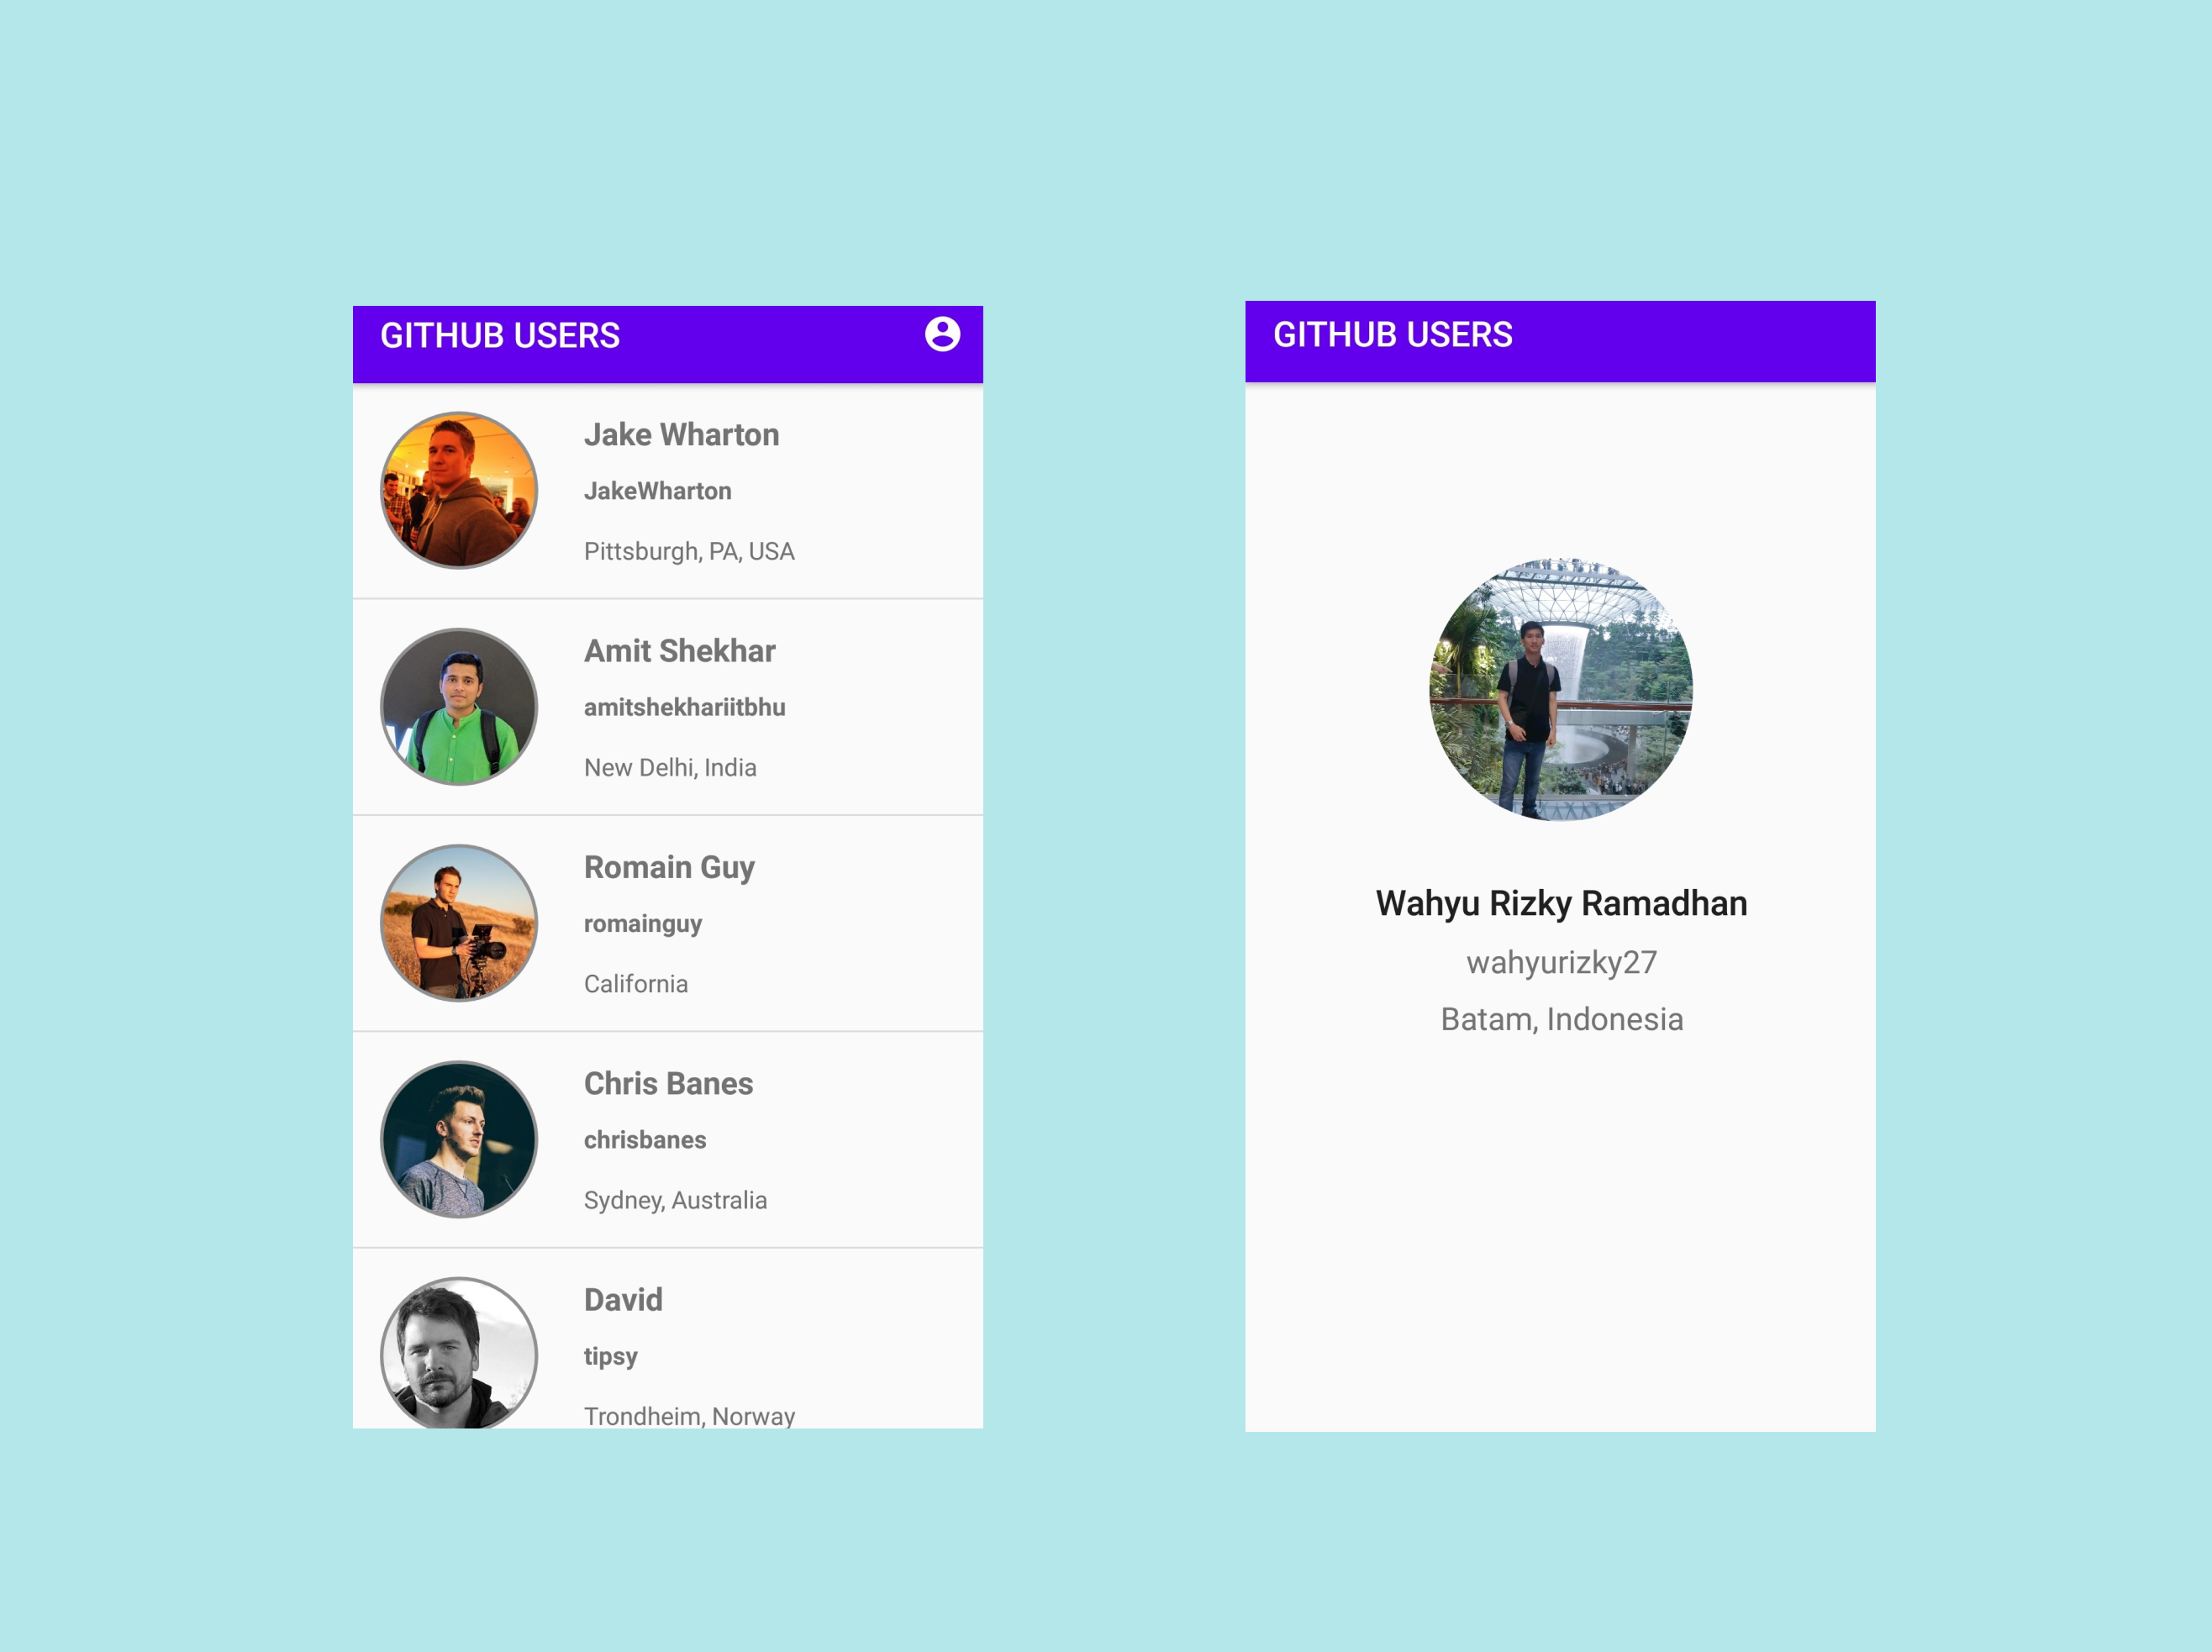 GITHUB USERS
Jake Wharton
JakeWharton
Pittsburgh, PA, USA
Amit Shekhar
amitshekhariitbhu
New Delhi, India
Romain Guy
romainguy
California
Chris Banes
chrisbanes
Sydney, Australia
David
tipsy
Trondheim, Norway
GITHUB USERS
Wahyu Rizky Ramadhan
wahyurizky27
Batam, Indonesia